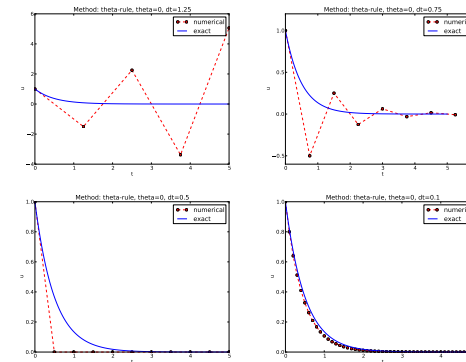 Method: theta-rule, theta=0, dt=1.25
6
4
2
0
−2
−4
u
0 1 2 3 4 5
t
numerical
exact
Method: theta-rule, theta=0, dt=0.75
1.0
0.5
0.0
−0.5
u
0 1 2 3 4
t
numerical
exact
Method: theta-rule, theta=0, dt=0.5
1.0
0.8
0.6
0.4
0.2
0.0
u
0 1 2 3 4 5
numerical
exact
Method: theta-rule, theta=0, dt=0.1
1.0
0.8
0.6
0.4
0.2
0.0
u
0 1 2 3 4
numerical
exact